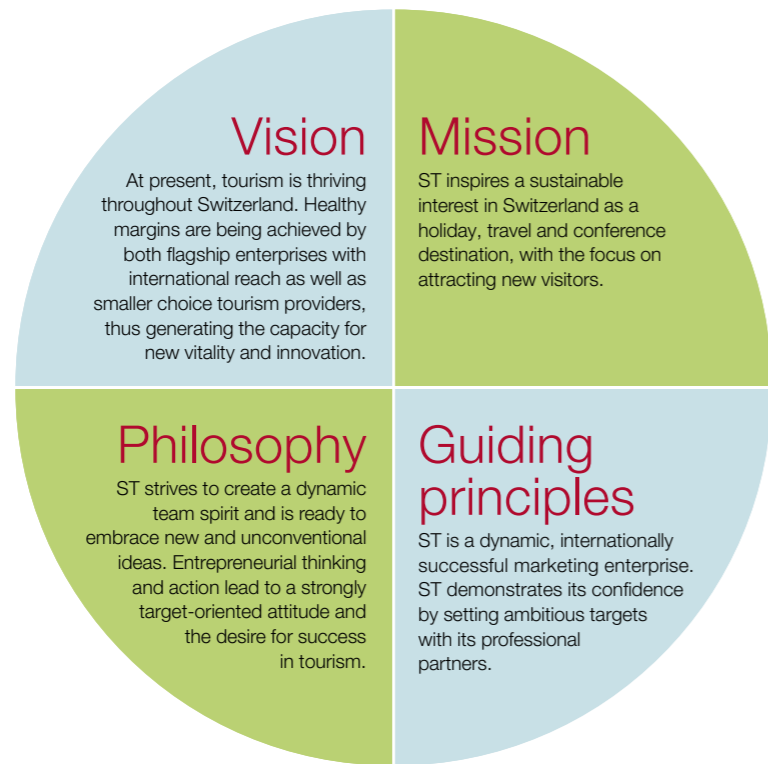 Vision
At present, tourism is thriving
throughout Switzerland. Healthy
margins are being achieved by
both flagship enterprises with
international reach as well as
smaller choice tourism providers,
thus generating the capacity for
new vitality and innovation.
Mission
ST inspires a sustainable
interest in Switzerland as a
holiday, travel and conference
destination, with the focus on
attracting new visitors.
Philosophy
ST strives to create a dynamic
team spirit and is ready to
embrace new and unconventional
ideas. Entrepreneurial thinking
and action lead to a strongly
target-oriented attitude and
the desire for success
in tourism.
Guiding
principles
ST is a dynamic, internationally
successful marketing enterprise.
ST demonstrates its confidence
by setting ambitious targets
with its professional
partners.